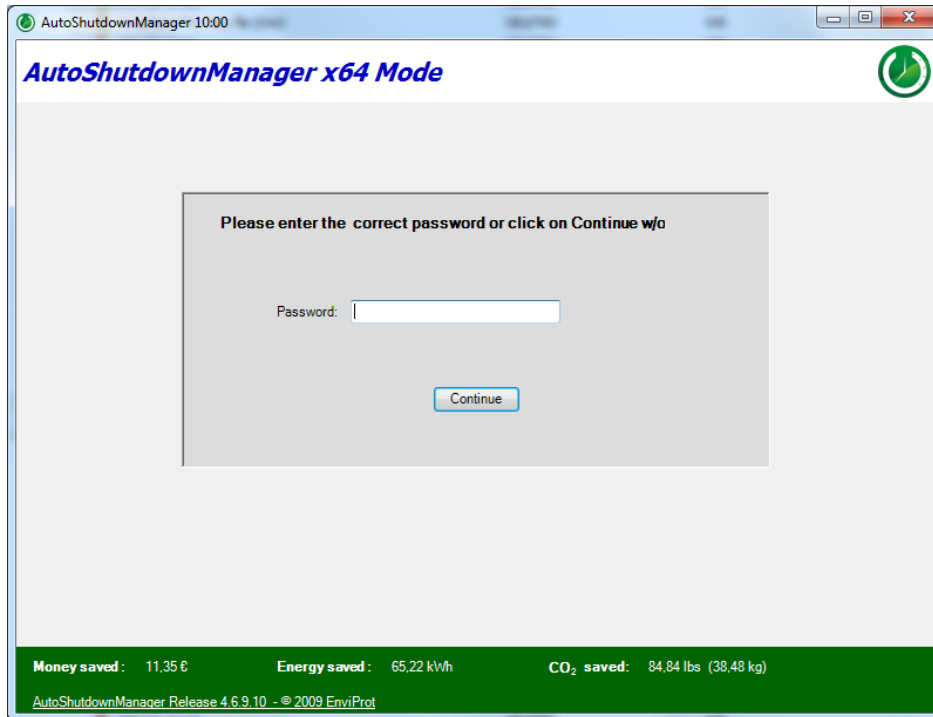 AutoShutdownManager 10:00
AutoShutdownManager x64 Mode
Please enter the correct password or click on Continue w/o
Password:
Continue
Money saved: 11,35 € Energy saved: 65,22 kWh CO₂ saved: 84,84 lbs (38,48 kg)
AutoShutdownManager Release 4.6.9.10 - © 2009 EnviProt